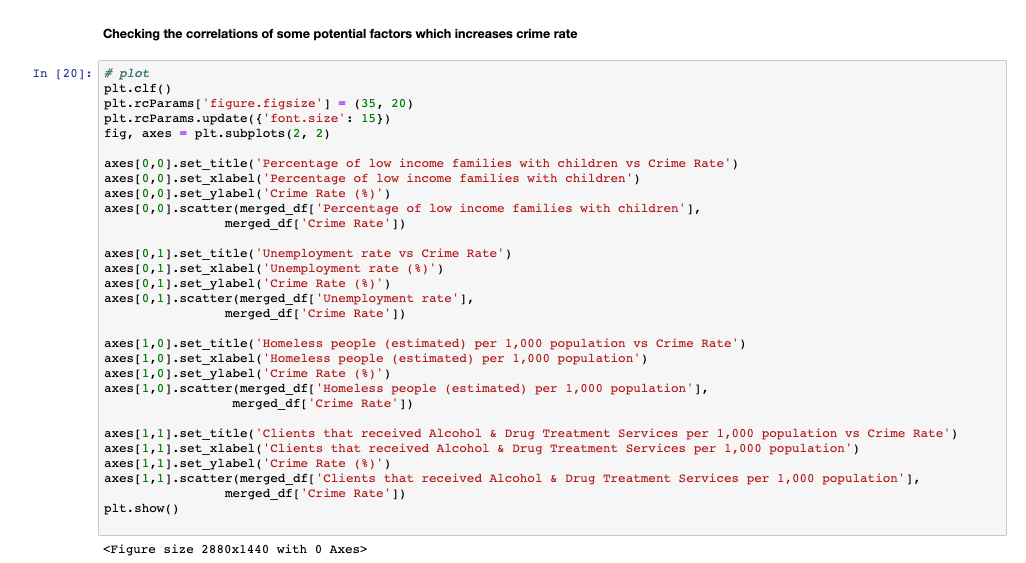 Checking the correlations of some potential factors which increases crime rate
In [20]: # plot
plt.clf()
plt.rcParams['figure.figsize'] = (35, 20)
plt.rcParams.update({'font.size': 15})
fig, axes = plt.subplots(2, 2)
axes[0,0].set_title('Percentage of low income families with children vs Crime Rate')
axes[0,0].set_xlabel('Percentage of low income families with children')
axes[0,0].set_ylabel('Crime Rate (%)')
axes[0,0].scatter(merged_df['Percentage of low income families with children'],
merged_df['Crime Rate'])
axes[0,1].set_title('Unemployment rate vs Crime Rate')
axes[0,1].set_xlabel('Unemployment rate (%)')
axes[0,1].set_ylabel('Crime Rate (%)')
axes[0,1].scatter(merged_df['Unemployment rate'],
merged_df['Crime Rate'])
axes[1,0].set_title('Homeless people (estimated) per 1,000 population vs Crime Rate')
axes[1,0].set_xlabel('Homeless people (estimated) per 1,000 population')
axes[1,0].set_ylabel('Crime Rate (%)')
axes[1,0].scatter(merged_df['Homeless people (estimated) per 1,000 population'],
merged_df['Crime Rate'])
axes[1,1].set_title('Clients that received Alcohol & Drug Treatment Services per 1,000 population vs Crime Rate')
axes[1,1].set_xlabel('Clients that received Alcohol & Drug Treatment Services per 1,000 population')
axes[1,1].set_ylabel('Crime Rate (%)')
axes[1,1].scatter(merged_df['Clients that received Alcohol & Drug Treatment Services per 1,000 population'],
merged_df['Crime Rate'])
plt.show()
<Figure size 2880x1440 with 0 Axes>